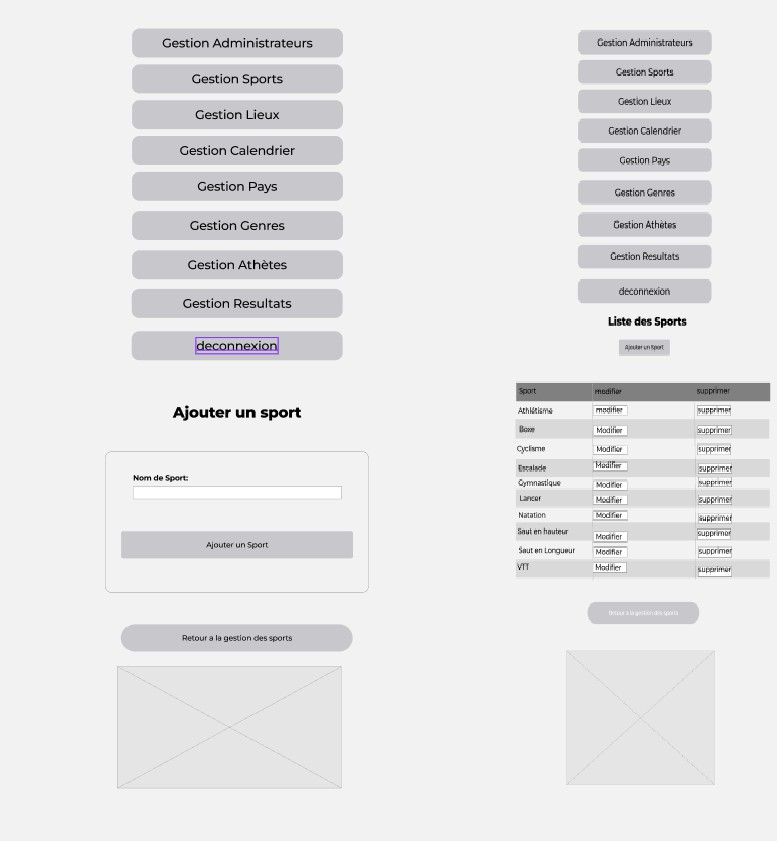 Gestion Administrateurs
Gestion Sports
Gestion Lieux
Gestion Calendrier
Gestion Pays
Gestion Genres
Gestion Athètes
Gestion Resultats
deconnexion
Ajouter un sport
Nom de Sport:
Ajouter un Sport
Retour a la gestion des sports
Gestion Administrateurs
Gestion Sports
Gestion Lieux
Gestion Calendrier
Gestion Pays
Gestion Genres
Gestion Athètes
Gestion Resultats
deconnexion
Liste des Sports
Ajouter un Sport
Sport modifier supprimer
Athlétisme modifier supprimer
Boxe Modifier supprimer
Cyclisme Modifier supprimer
Escalade Modifier supprimer
Gymnastique Modifier supprimer
Lancer Modifier supprimer
Natation Modifier supprimer
Saut en hauteur Modifier supprimer
Saut en Longueur Modifier supprimer
VTT Modifier supprimer
Retour a la gestion des sports